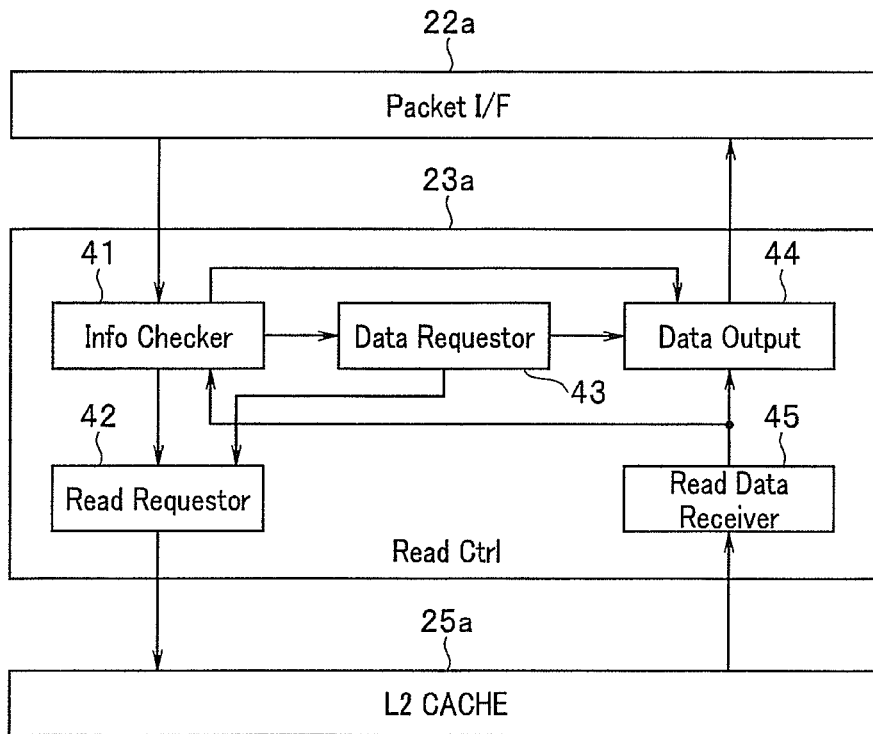 22a
Packet I/F
23a
41
44
Info Checker
Data Requestor
Data Output
43
42
45
Read Requestor
Read Data
Receiver
Read Ctrl
25a
L2 CACHE